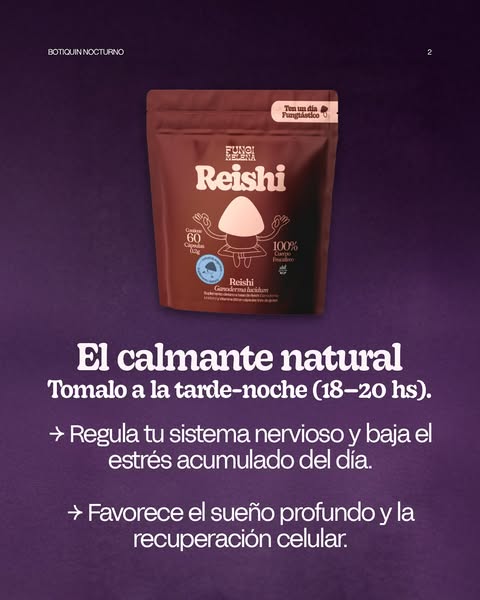 BOTIQUIN NOCTURNO
2
Ten un día
Fungtástico
FUNGI
MELENA
Reishi
Contiene
60
Cápsulas
100%
Cuerpo
Fructífero
Reishi
Ganoderma lucidum
El calmante natural
Tomalo a la tarde-noche (18–20 hs).
→ Regula tu sistema nervioso y baja el
estrés acumulado del día.
→ Favorece el sueño profundo y la
recuperación celular.